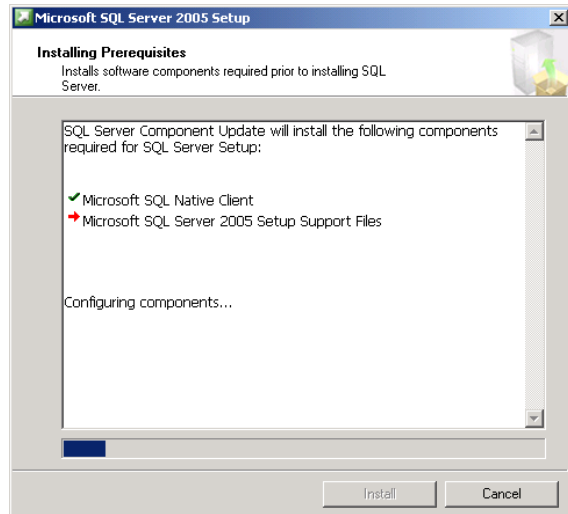 Microsoft SQL Server 2005 Setup
Installing Prerequisites
Installs software components required prior to installing SQL
Server.
SQL Server Component Update will install the following components
required for SQL Server Setup:
Microsoft SQL Native Client
Microsoft SQL Server 2005 Setup Support Files
Configuring components...
Install
Cancel